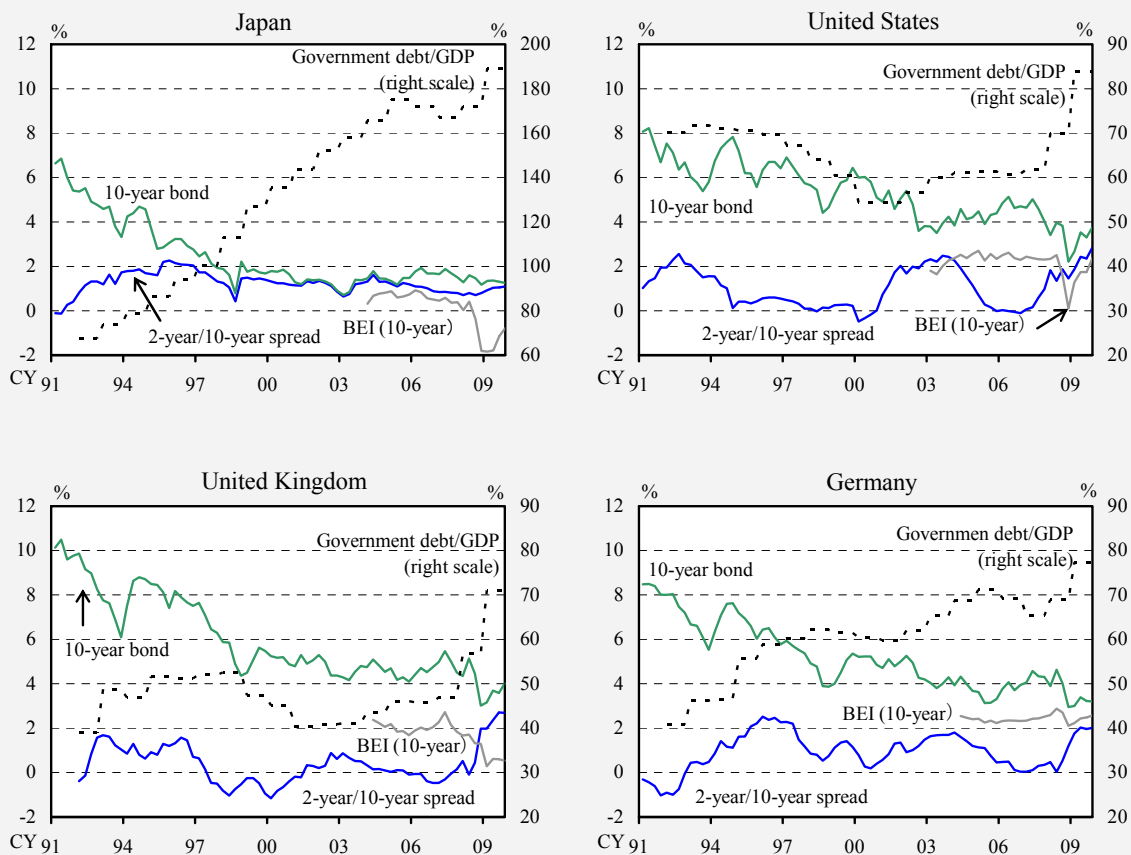 Japan
%
%
12
10
8
6
4
2
0
-2
200
180
160
140
120
100
80
60
Government debt/GDP
(right scale)
10-year bond
2-year/10-year spread
BEI (10-year）
CY
91 94 97 00 03 06 09
United States
%
%
12
10
8
6
4
2
0
-2
90
80
70
60
50
40
30
20
Government debt/GDP
(right scale)
10-year bond
2-year/10-year spread
BEI (10-year）
CY
91 94 97 00 03 06 09
United Kingdom
%
%
12
10
8
6
4
2
0
-2
90
80
70
60
50
40
30
20
Government debt/GDP
(right scale)
10-year bond
BEI (10-year）
2-year/10-year spread
CY
91 94 97 00 03 06 09
Germany
%
%
12
10
8
6
4
2
0
-2
90
80
70
60
50
40
30
20
Governmen debt/GDP
(right scale)
10-year bond
BEI (10-year）
2-year/10-year spread
CY
91 94 97 00 03 06 09